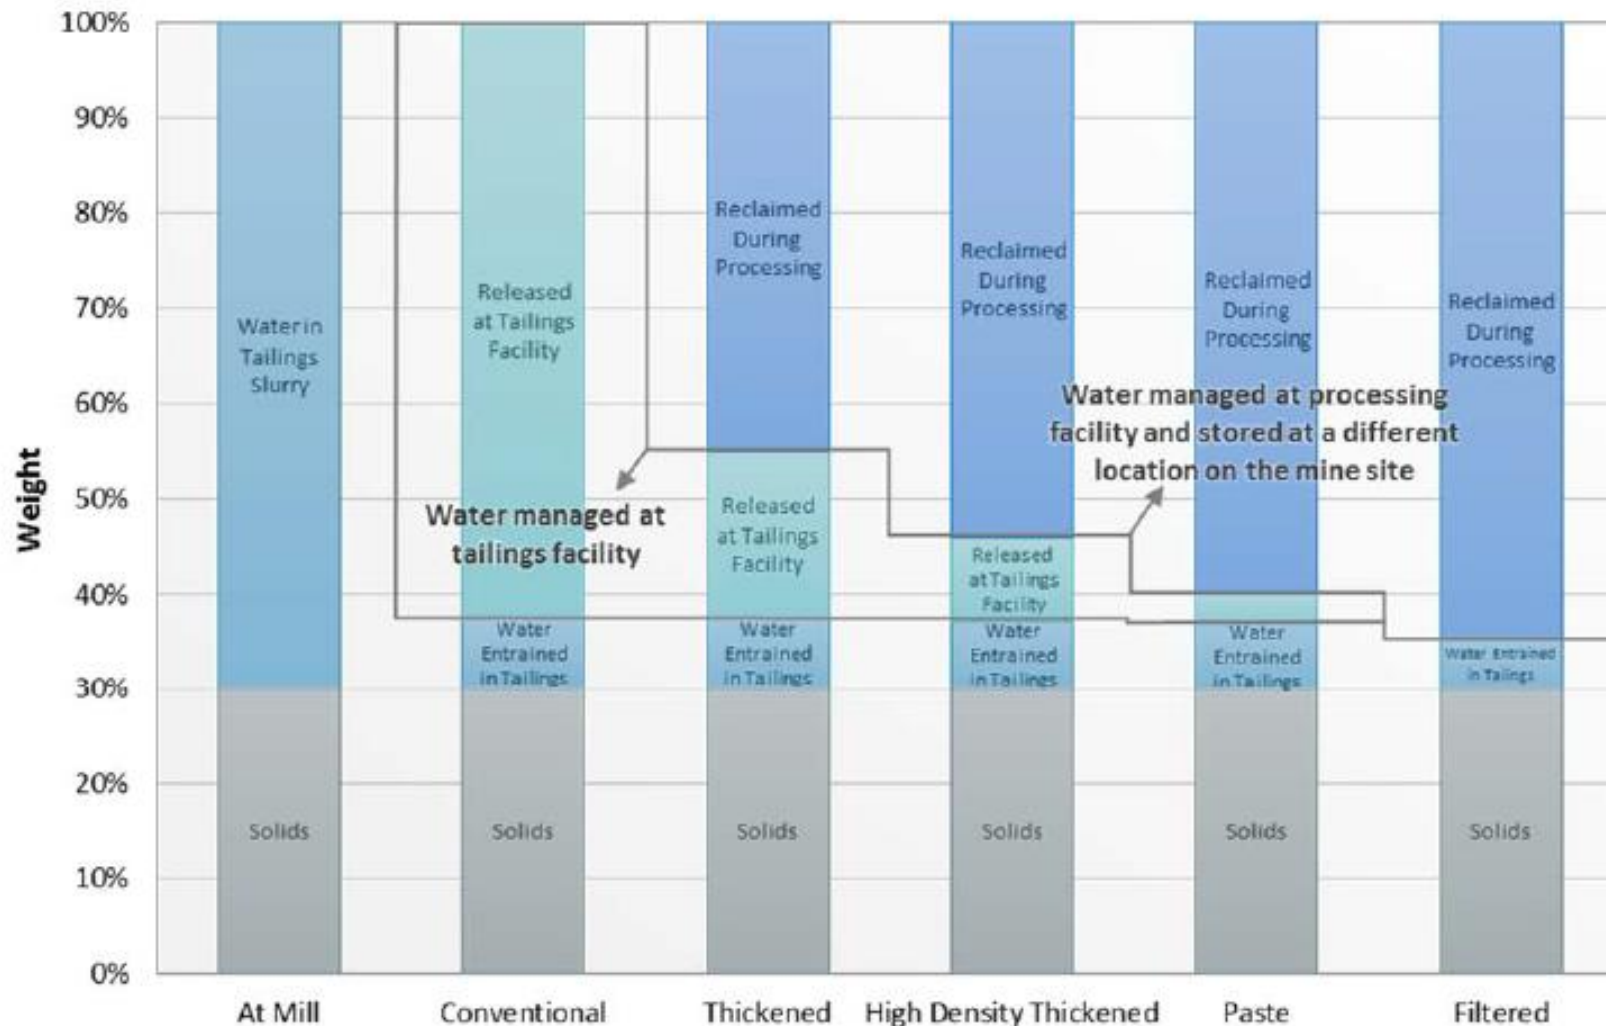 100%
90%
80%
70%
60%
50%
40%
30%
20%
10%
0%
Weight
Water in
Tailings
Slurry
Solids
Released
at Tailings
Facility
Water
Entrained
in Tailings
Solids
Water managed at
tailings facility
Reclaimed
During
Processing
Released
at Tailings
Facility
Water
Entrained
in Tailings
Solids
Reclaimed
During
Processing
Released
at Tailings
Facility
Water
Entrained
in Tailings
Solids
Water managed at processing
facility and stored at a different
location on the mine site
Reclaimed
During
Processing
Water
Entrained
in Tailings
Solids
Reclaimed
During
Processing
Water Entrained
in Tailings
Solids
At Mill
Conventional
Thickened
High Density Thickened
Paste
Filtered